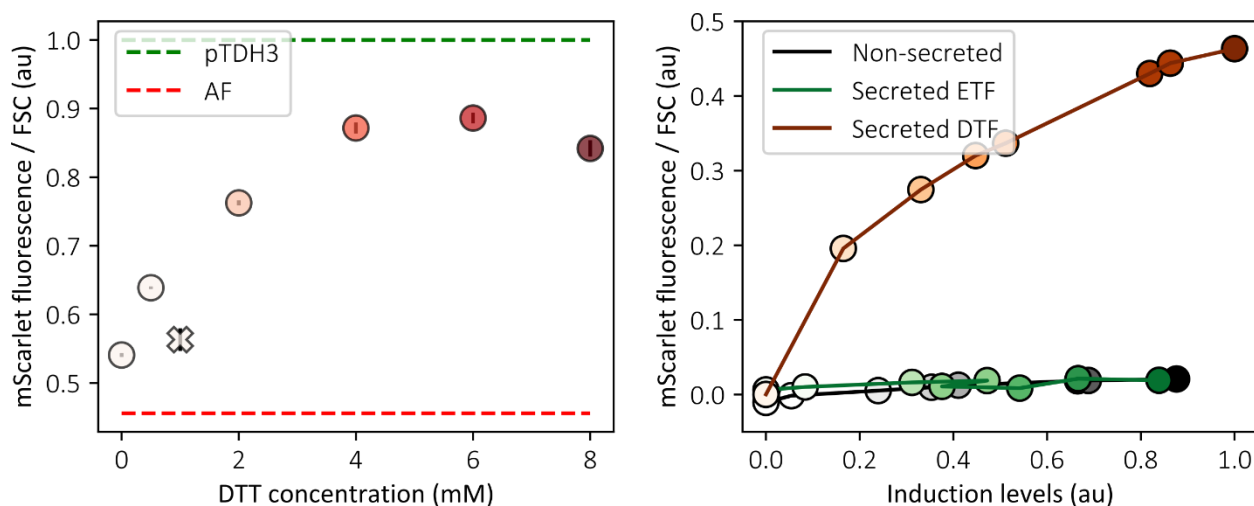 mScarlet fluorescence / FSC (au)
1.0
0.9
0.8
0.7
0.6
0.5
pTDH3
AF
0
2
4
6
8
DTT concentration (mM)
mScarlet fluorescence / FSC (au)
0.5
0.4
0.3
0.2
0.1
0.0
Non-secreted
Secreted ETF
Secreted DTF
0.0
0.2
0.4
0.6
0.8
1.0
Induction levels (au)